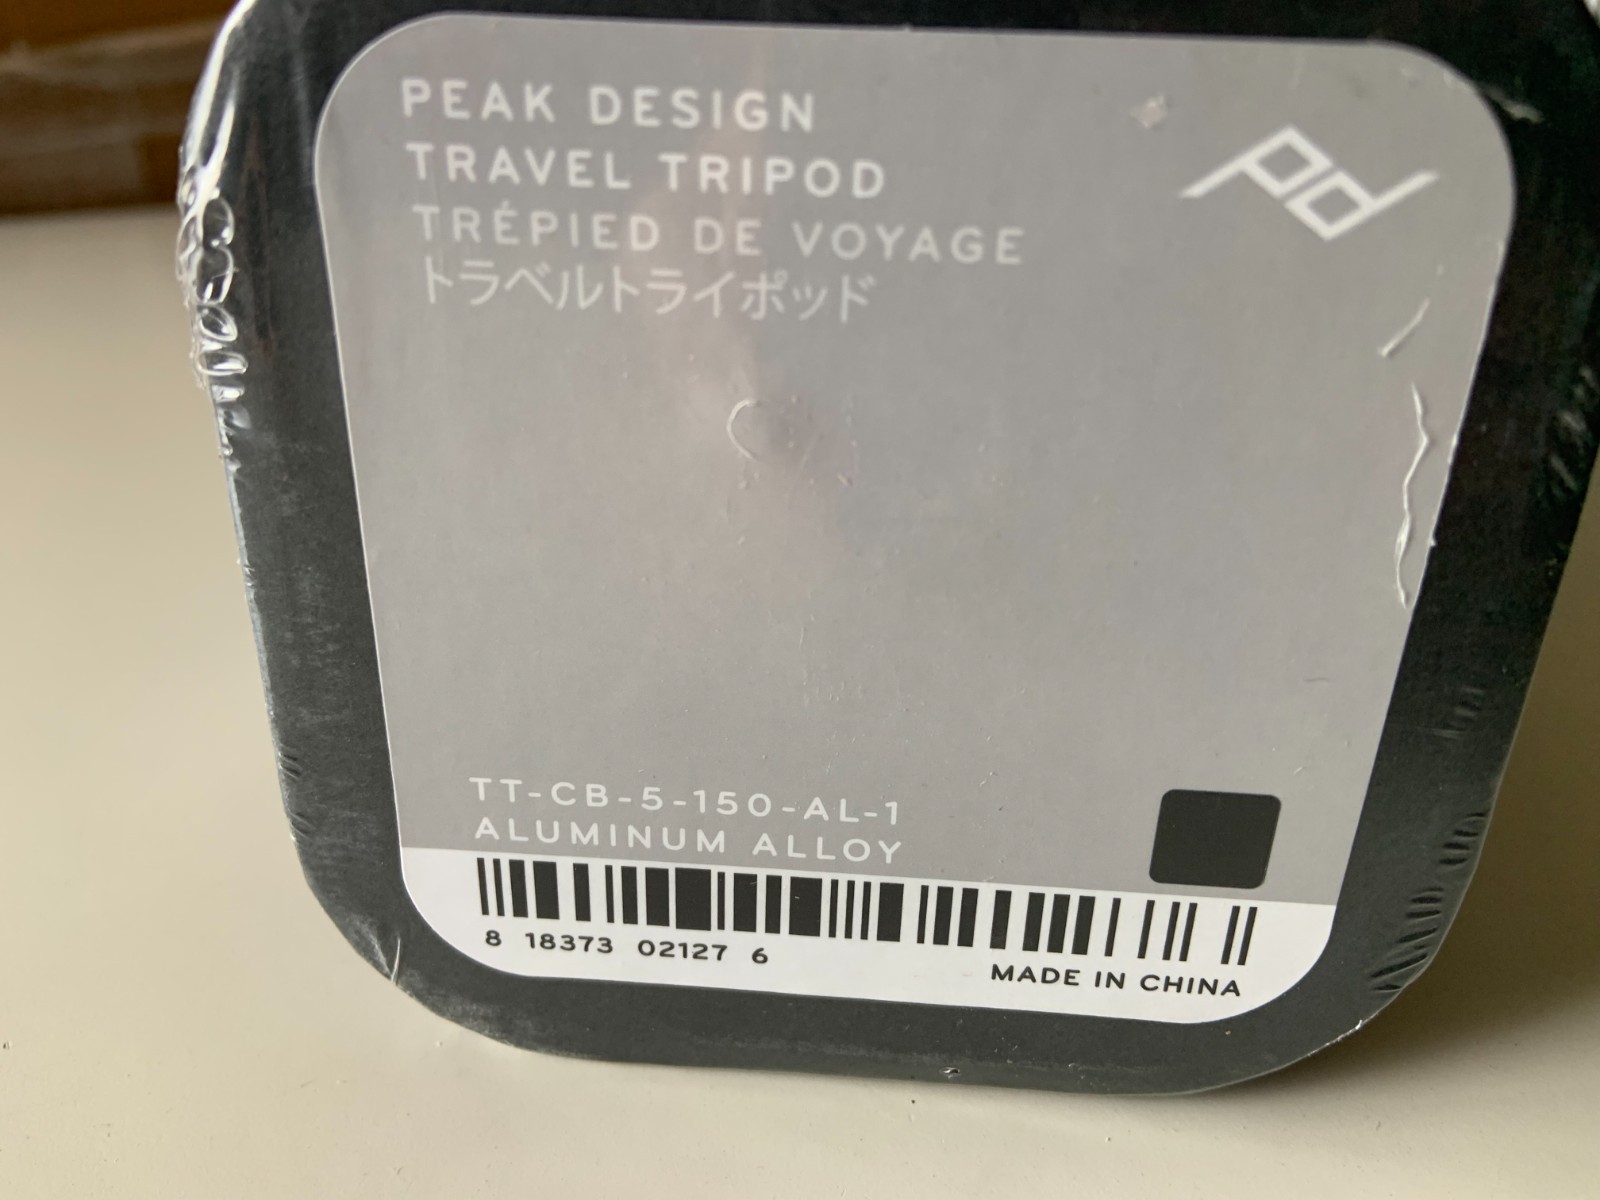 PEAK DESIGN
TRAVEL TRIPOD
TRÉPIED DE VOYAGE
トラベルトライポッド
pd
TT-CB-5-150-AL-1
ALUMINUM ALLOY
8 18373 02127 6
MADE IN CHINA